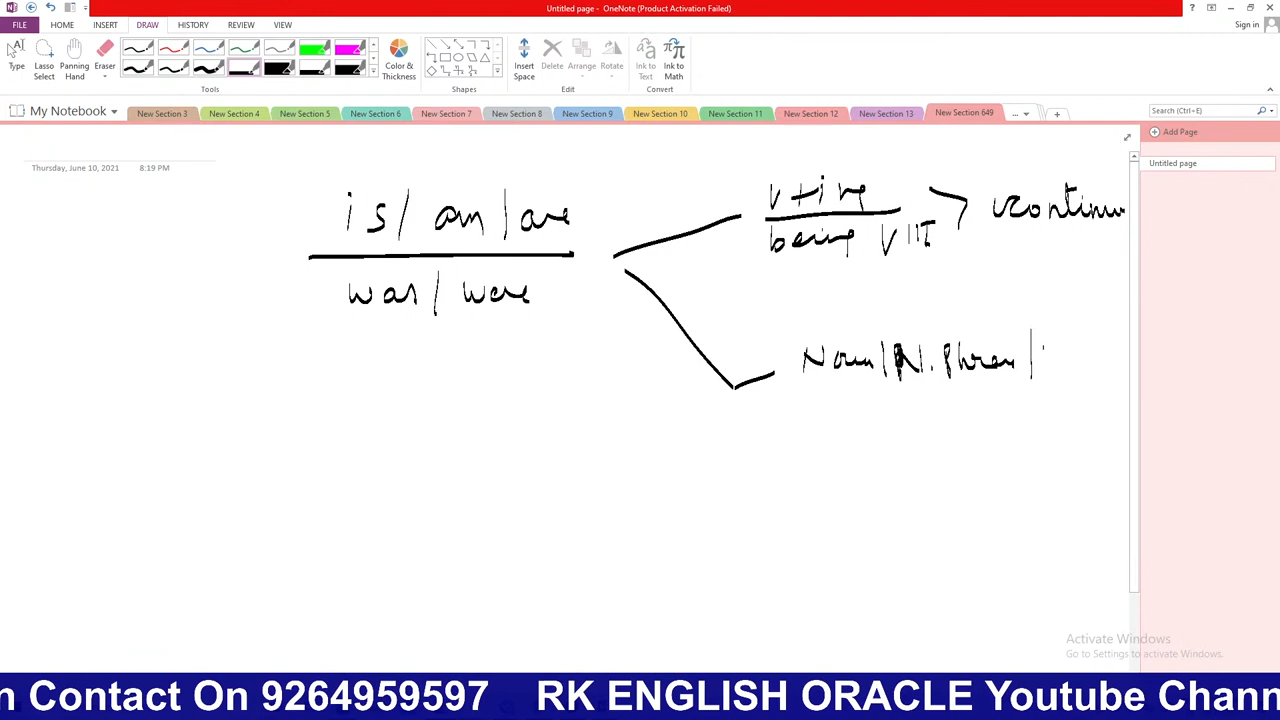 Untitled page - OneNote (Product Activation Failed)
FILE HOME INSERT DRAW HISTORY REVIEW VIEW
Sign in
Type Lasso Select Panning Hand Eraser
Color & Thickness
Insert Space Delete Arrange Rotate
Ink to Text Ink to Math
Tools Shapes Edit Convert
My Notebook New Section 3 New Section 4 New Section 5 New Section 6 New Section 7 New Section 8 New Section 9 New Section 10 New Section 11 New Section 12 New Section 13 New Section 649 ...
Search (Ctrl+E)
Add Page
Untitled page
Thursday, June 10, 2021 8:19 PM
is/am/are
was/were
V+ing
being VIII
continu
Noun/N.Phrase/
Activate Windows
Go to Settings to activate Windows.
n Contact On 9264959597 RK ENGLISH ORACLE Youtube Chann